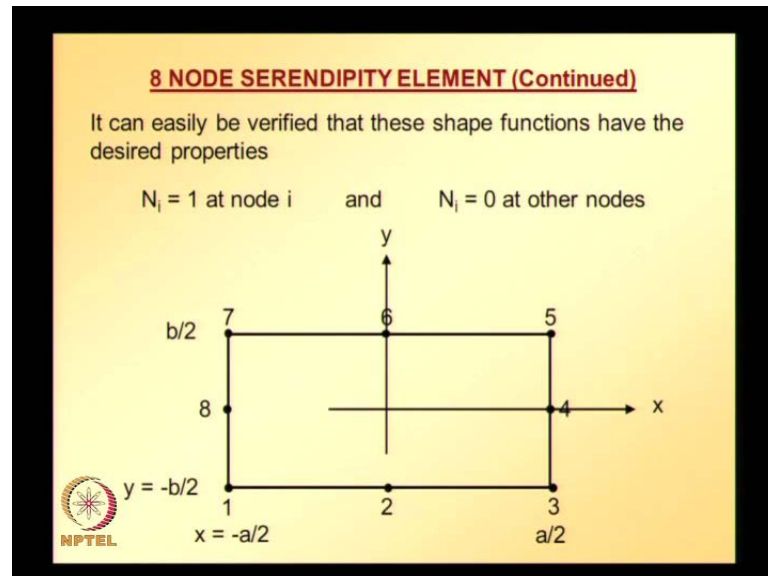 8 NODE SERENDIPITY ELEMENT (Continued)
It can easily be verified that these shape functions have the
desired properties
Nᵢ = 1 at node i and Nᵢ = 0 at other nodes
y
7 6 5
b/2
8 4 x
y = -b/2
1 2 3
x = -a/2 a/2
NPTEL